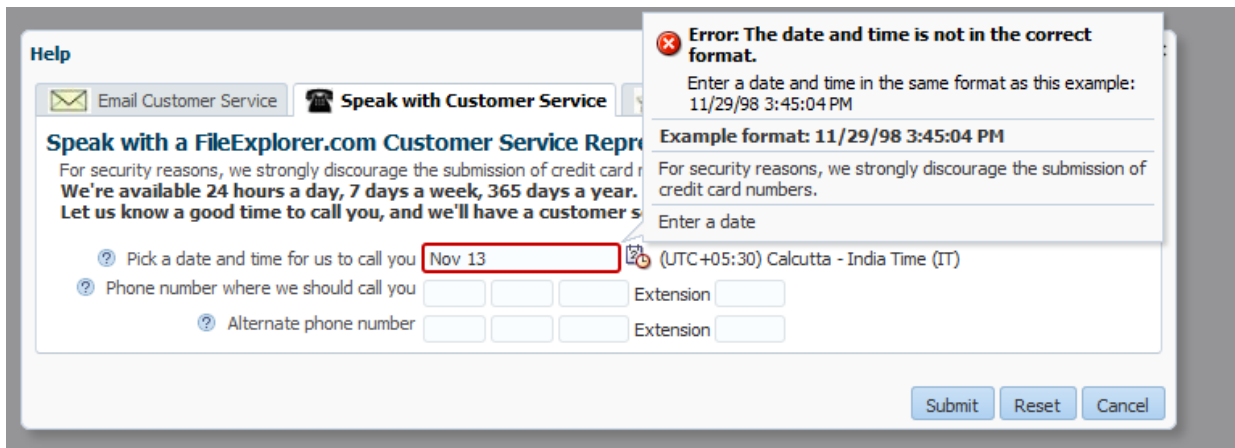 Help
Email Customer Service
Speak with Customer Service
Speak with a FileExplorer.com Customer Service
For security reasons, we strongly discourage the submission of credit card
We're available 24 hours a day, 7 days a week, 365 days a year.
Let us know a good time to call you, and we'll have a customer
Error: The date and time is not in the correct
format.
Enter a date and time in the same format as this example:
11/29/98 3:45:04 PM
Example format: 11/29/98 3:45:04 PM
For security reasons, we strongly discourage the submission of
credit card numbers.
Enter a date
Pick a date and time for us to call you Nov 13 (UTC+05:30) Calcutta - India Time (IT)
Phone number where we should call you Extension
Alternate phone number Extension
Submit Reset Cancel